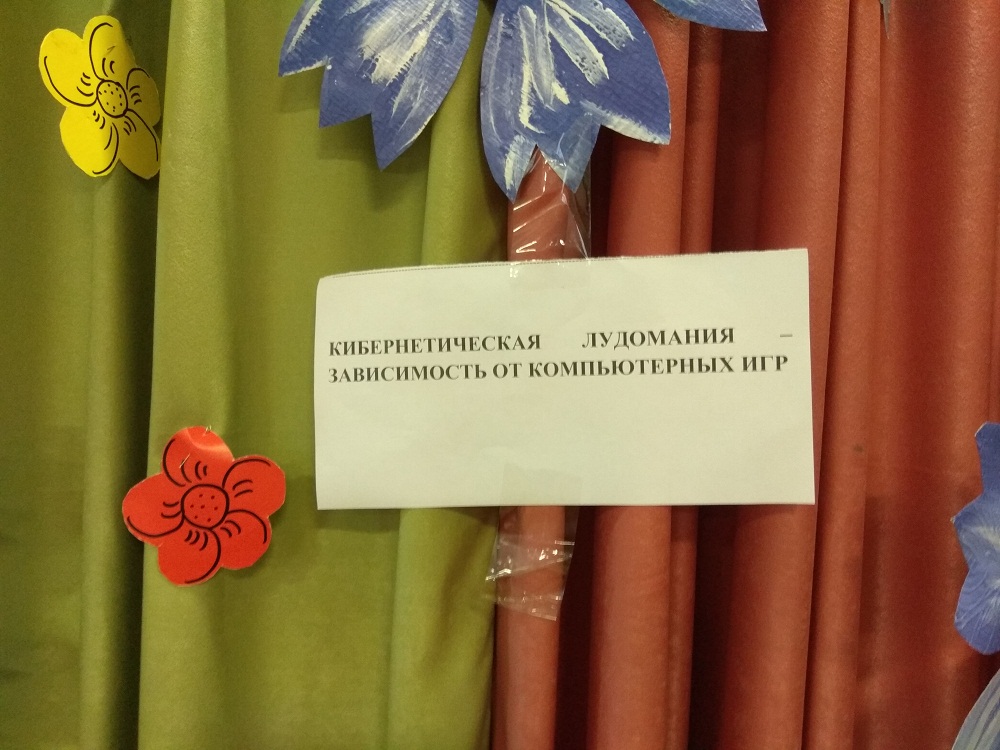 КИБЕРНЕТИЧЕСКАЯ ЛУДОМАНИЯ –
ЗАВИСИМОСТЬ ОТ КОМПЬЮТЕРНЫХ ИГР